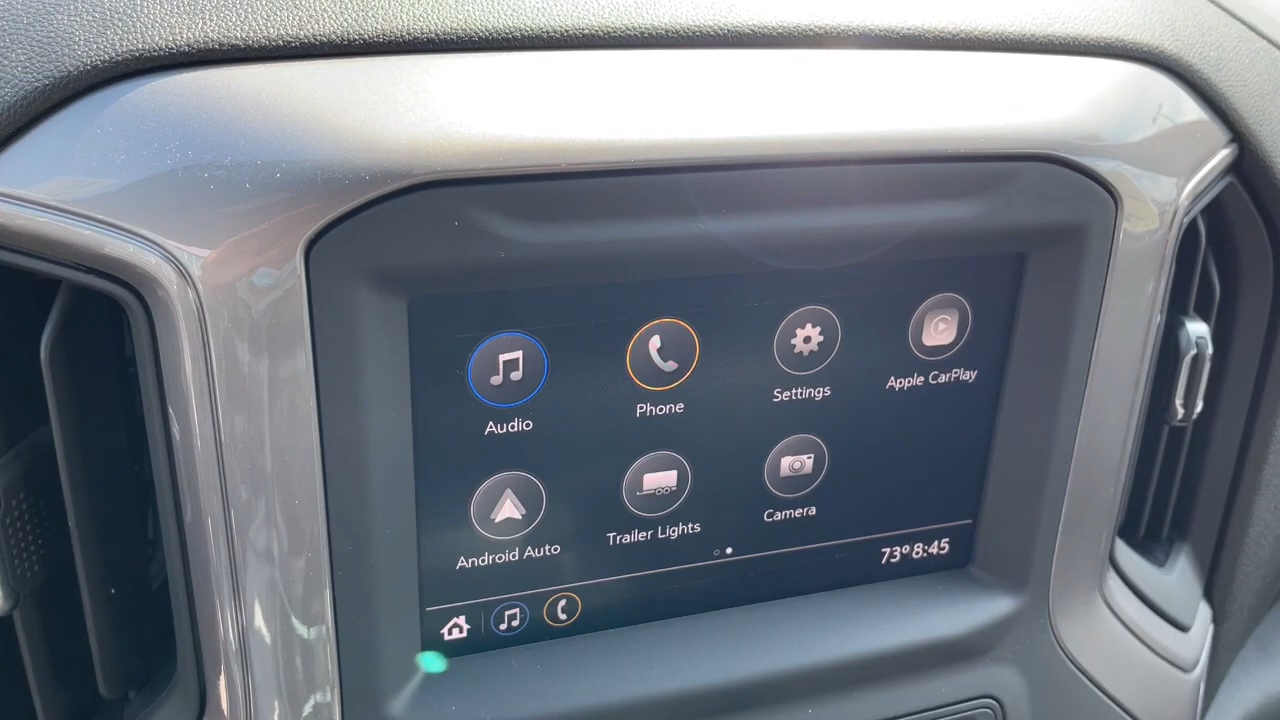 Audio
Phone
Settings
Apple CarPlay
Android Auto
Trailer Lights
Camera
73° 8:45